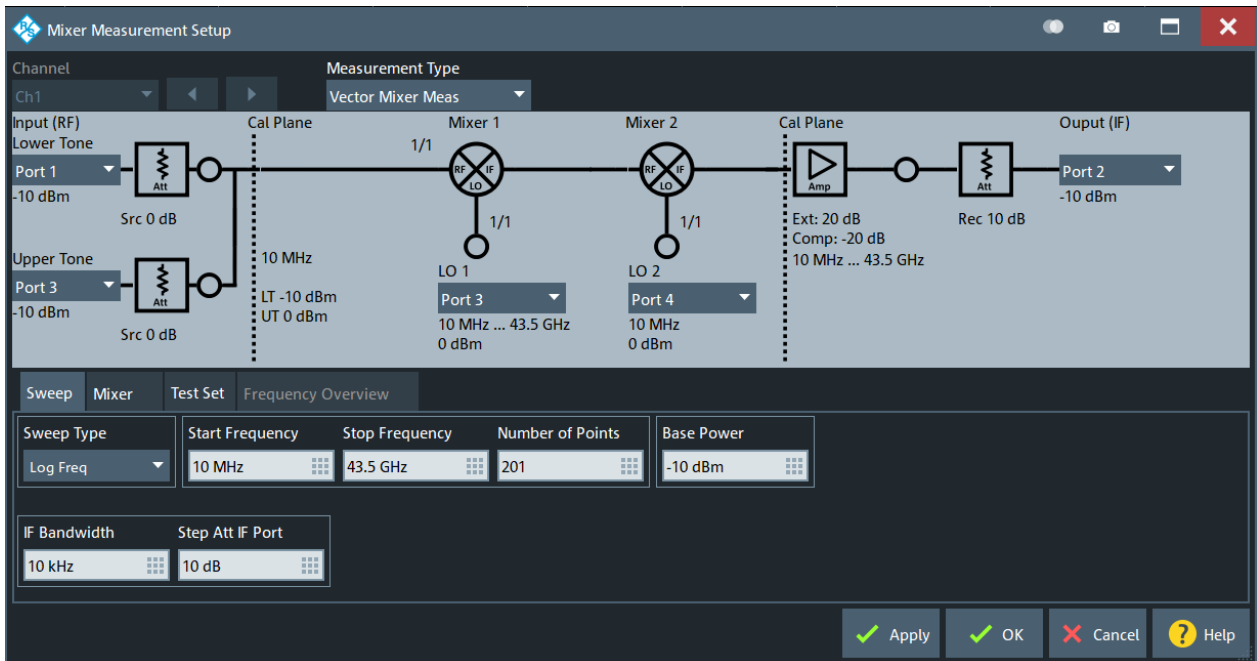 Mixer Measurement Setup
Channel
Measurement Type
Ch1
Vector Mixer Meas
Input (RF)
Cal Plane
Mixer 1
Mixer 2
Cal Plane
Ouput (IF)
Lower Tone
1/1
Port 1
Att
RF IF
LO
RF IF
LO
Amp
Att
Port 2
-10 dBm
-10 dBm
Src 0 dB
1/1
1/1
Ext: 20 dB
Rec 10 dB
Comp: -20 dB
Upper Tone
10 MHz
10 MHz ... 43.5 GHz
LO 1
LO 2
Port 3
Att
LT -10 dBm
Port 3
Port 4
-10 dBm
UT 0 dBm
10 MHz ... 43.5 GHz
10 MHz
Src 0 dB
0 dBm
0 dBm
Sweep Mixer Test Set Frequency Overview
Sweep Type
Start Frequency
Stop Frequency
Number of Points
Base Power
Log Freq
10 MHz
43.5 GHz
201
-10 dBm
IF Bandwidth
Step Att IF Port
10 kHz
10 dB
Apply
OK
Cancel
? Help